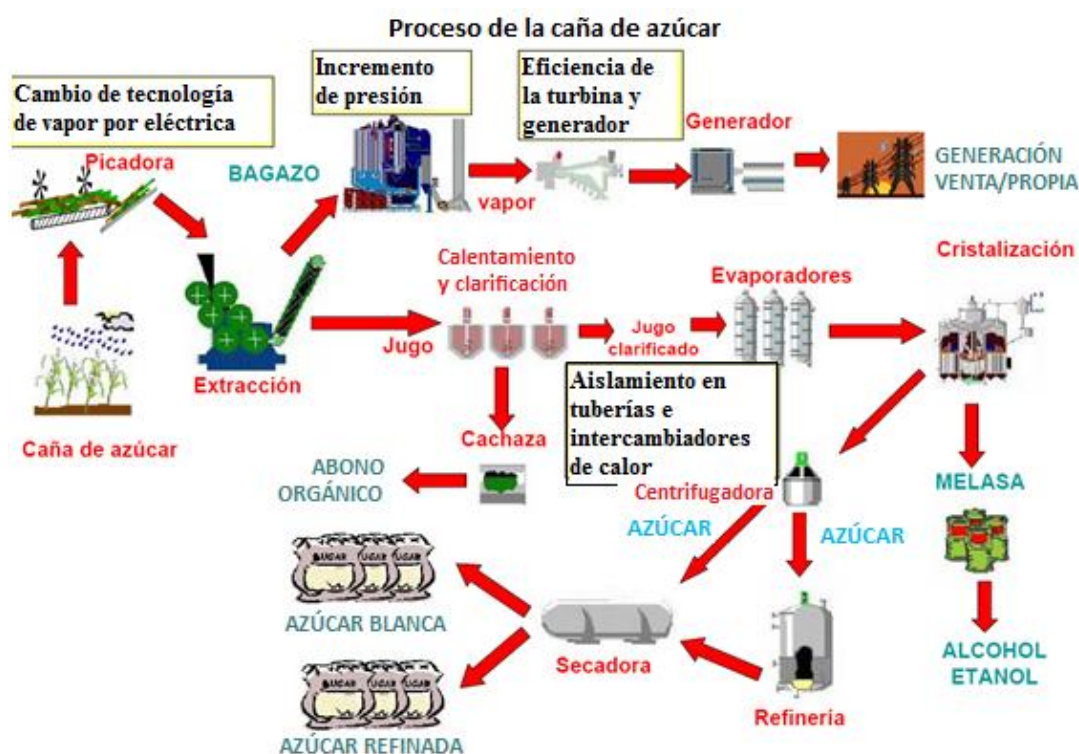 Proceso de la caña de azúcar
Cambio de tecnología
de vapor por eléctrica
Incremento
de presión
Eficiencia de
la turbina y
generador
Picadora
BAGAZO
vapor
Generador
GENERACIÓN
VENTA/PROPIA
Caña de azúcar
Extracción
Jugo
Calentamiento
y clarificación
Jugo
clarificado
Evaporadores
Cristalización
Aislamiento en
tuberías e
intercambiadores
de calor
Cachaza
ABONO
ORGÁNICO
Centrifugadora
AZÚCAR
AZÚCAR
MELASA
ALCOHOL
ETANOL
AZÚCAR BLANCA
Secadora
Refinería
AZÚCAR REFINADA